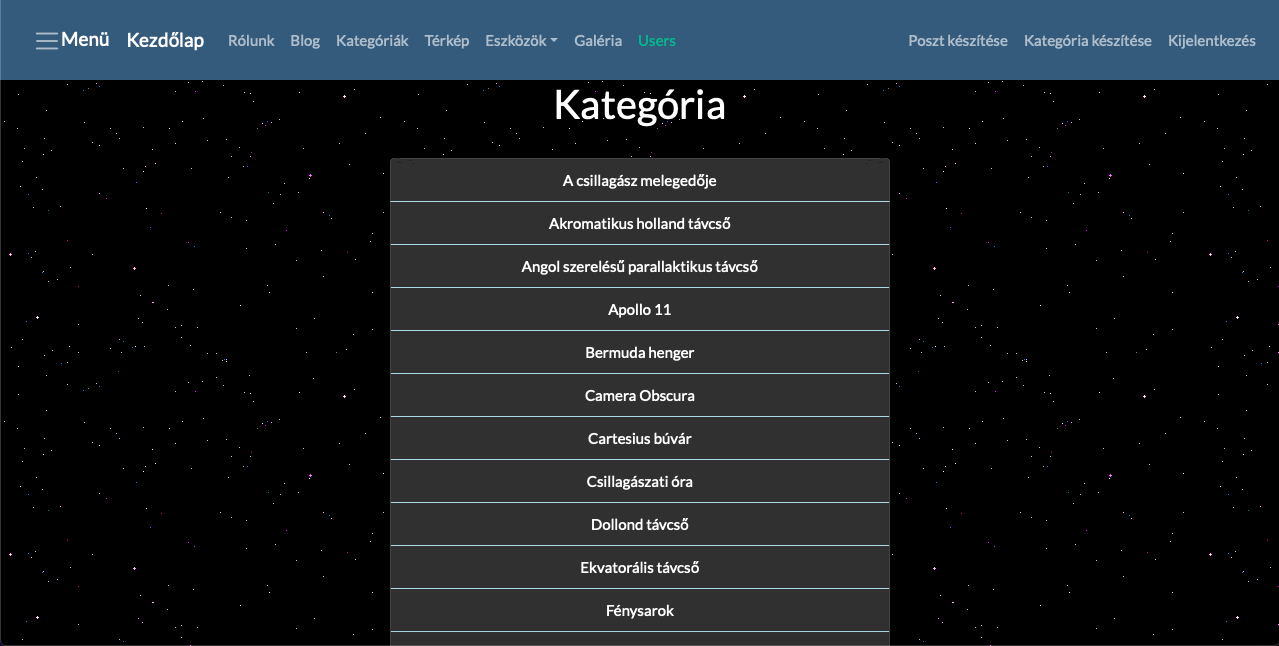 Menü Kezdőlap Rólunk Blog Kategóriák Térkép Eszközök Galéria Users Poszt készítése Kategória készítése Kijelentkezés
Kategória
A csillagász melegedője
Akromatikus holland távcső
Angol szerelésű parallaktikus távcső
Apollo 11
Bermuda henger
Camera Obscura
Cartesius búvár
Csillagászati óra
Dollond távcső
Ekvatorális távcső
Fénysarok